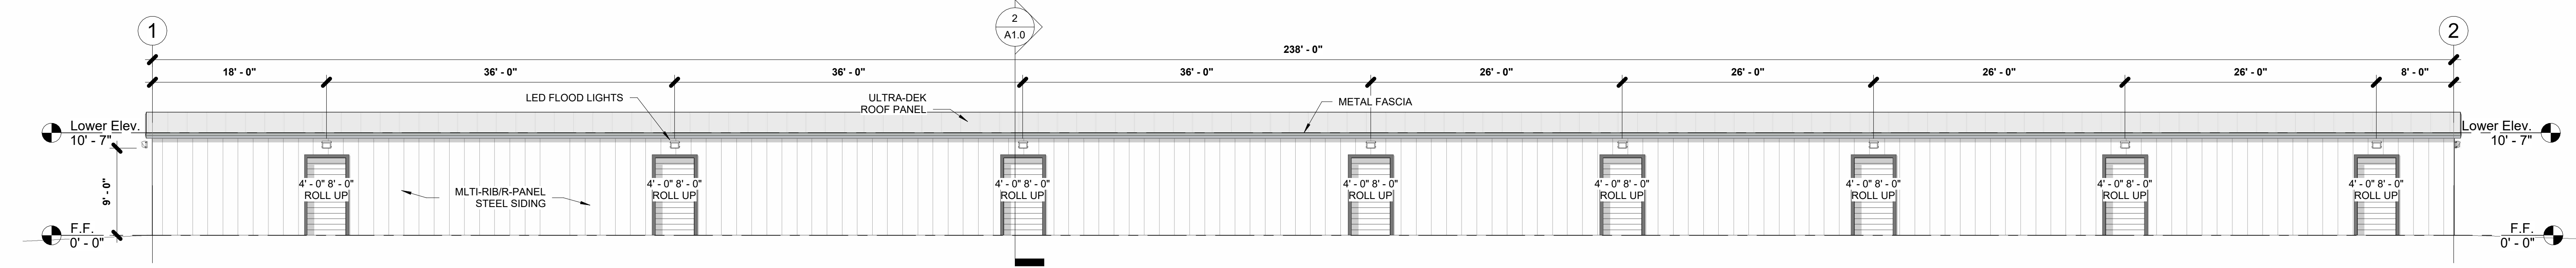 1
2
A1.0
2
238' - 0"
18' - 0"
36' - 0"
36' - 0"
36' - 0"
26' - 0"
26' - 0"
26' - 0"
26' - 0"
8' - 0"
LED FLOOD LIGHTS
ULTRA-DEK
ROOF PANEL
METAL FASCIA
Lower Elev.
10' - 7"
Lower Elev.
10' - 7"
9' - 0"
4' - 0" 8' - 0"
ROLL UP
MLTI-RIB/R-PANEL
STEEL SIDING
4' - 0" 8' - 0"
ROLL UP
4' - 0" 8' - 0"
ROLL UP
4' - 0" 8' - 0"
ROLL UP
4' - 0" 8' - 0"
ROLL UP
4' - 0" 8' - 0"
ROLL UP
4' - 0" 8' - 0"
ROLL UP
4' - 0" 8' - 0"
ROLL UP
F.F.
0' - 0"
F.F.
0' - 0"